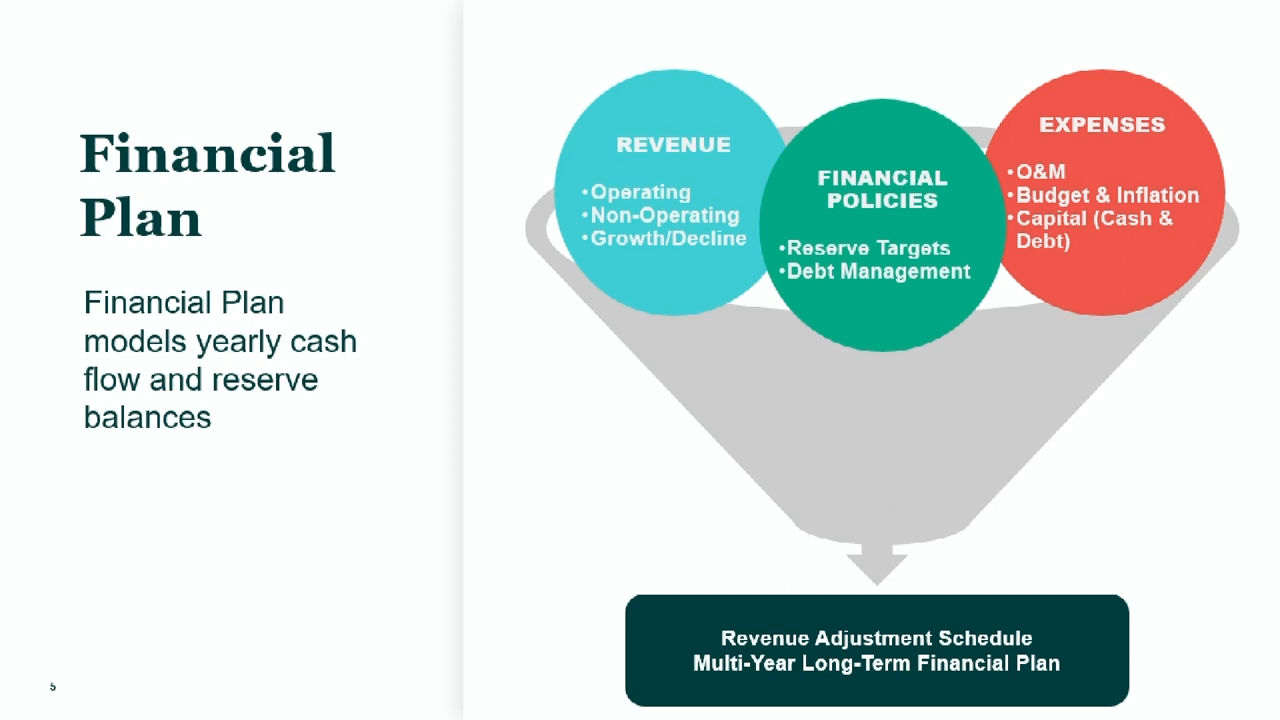 Financial
Plan
Financial Plan
models yearly cash
flow and reserve
balances
REVENUE
•Operating
•Non-Operating
•Growth/Decline
FINANCIAL
POLICIES
•Reserve Targets
•Debt Management
EXPENSES
•O&M
•Budget & Inflation
•Capital (Cash &
Debt)
Revenue Adjustment Schedule
Multi-Year Long-Term Financial Plan
5